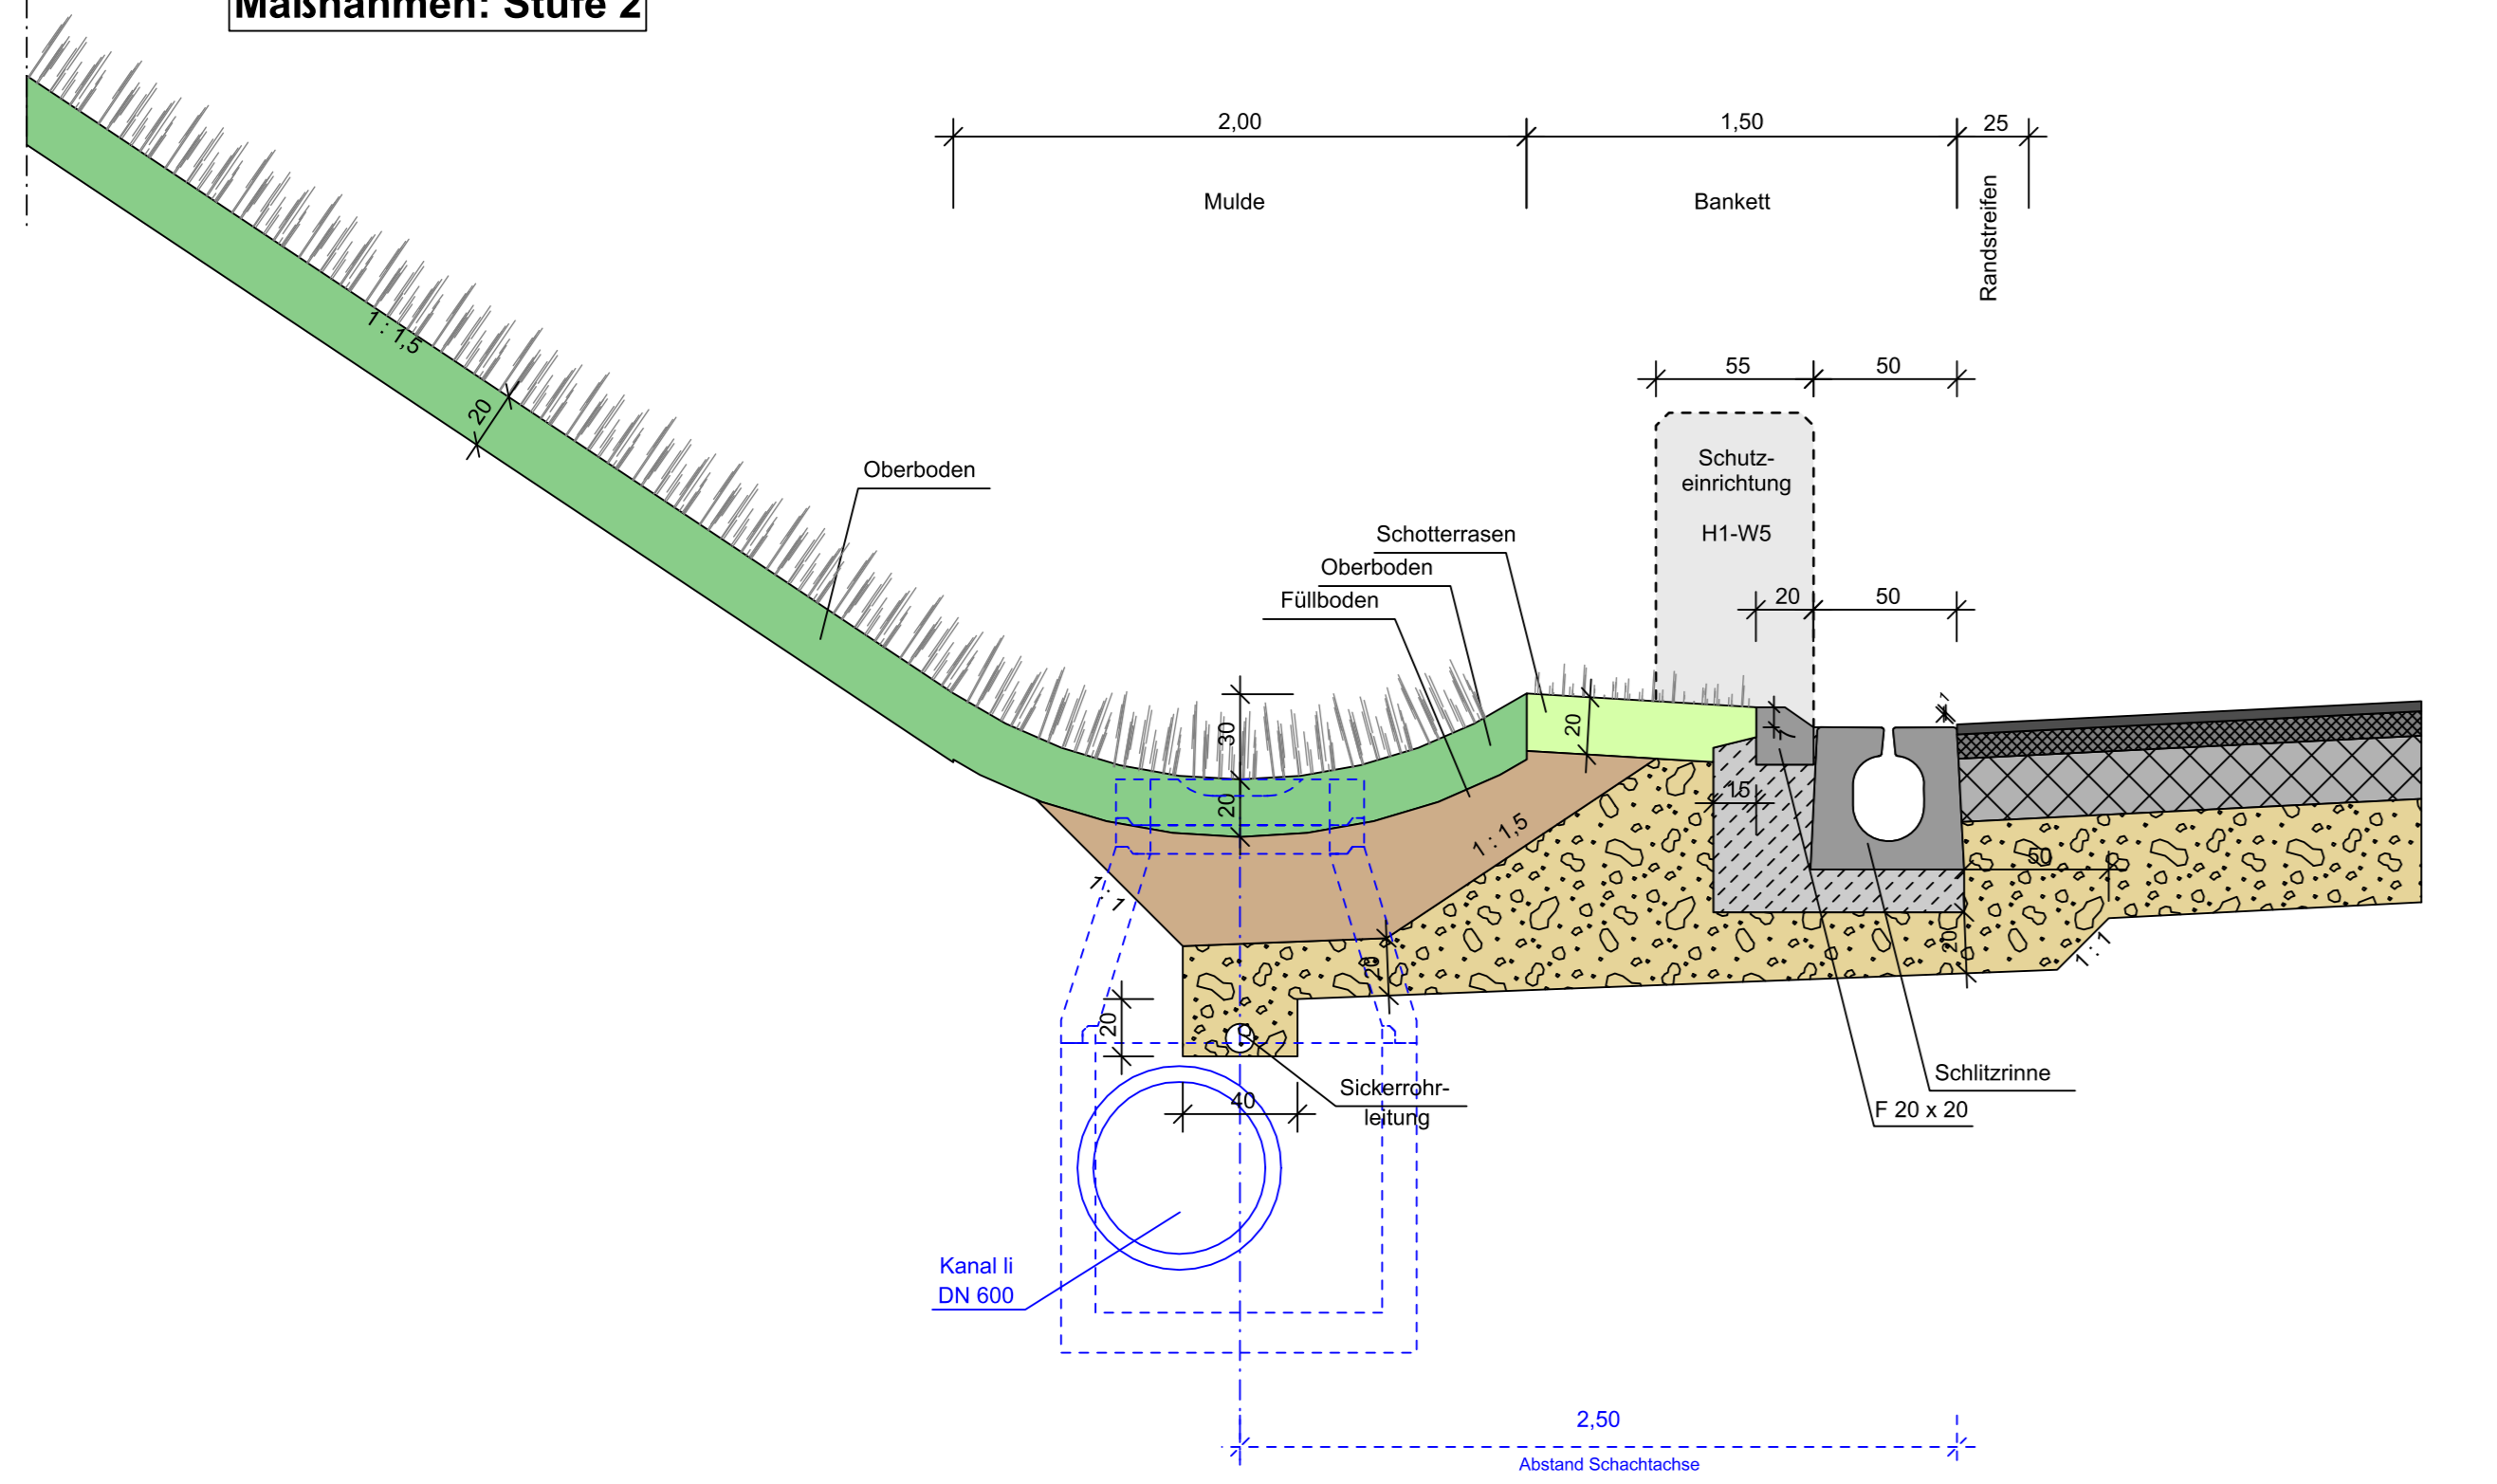 Maßnahmen: Stufe 2
2,00
1,50
25
Mulde
Bankett
Randstreifen
1 : 1,5
20
55
50
Schutz-
einrichtung
H1-W5
Oberboden
Schotterrasen
Oberboden
Füllboden
20
50
30
20
20
7
1
15
1 : 1,5
1 : 1
50
20
20
1 : 1
20
40
Sickerrohr-
leitung
Schlitzrinne
F 20 x 20
Kanal li
DN 600
2,50
Abstand Schachtachse